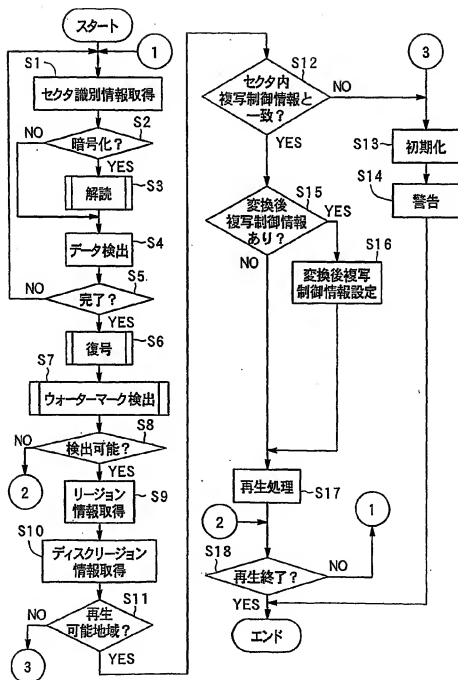 スタート
1
S1
セクタ識別情報取得
NO
S2
暗号化?
YES
解読
S3
データ検出
S4
S5
完了?
YES
復号
S6
S7
ウォーターマーク検出
NO
S8
検出可能?
2
YES
リージョン
情報取得
S9
S10
ディスクリージョン
情報取得
NO
S11
再生
可能地域?
3
YES
S12
セクタ内
複写制御情報と
一致?
NO
YES
3
S13
初期化
S14
警告
S15
変換後
複写制御情報
あり?
YES
NO
S16
変換後複写
制御情報設定
再生処理
S17
2
1
S18
再生終了?
NO
YES
エンド